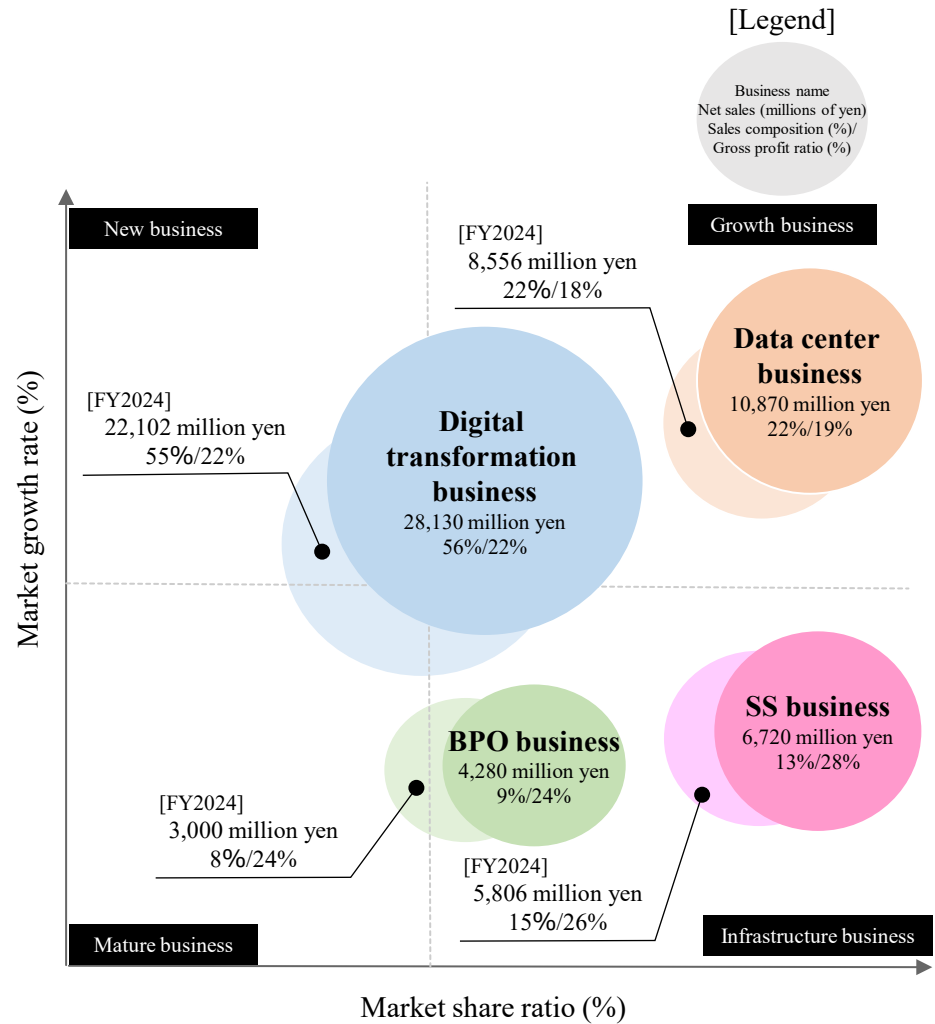 [Legend]
Business name
Net sales (millions of yen)
Sales composition (%)/
Gross profit ratio (%)
New business
Growth business
[FY2024]
8,556 million yen
22%/18%
Data center
business
10,870 million yen
22%/19%
[FY2024]
22,102 million yen
55%/22%
Digital
transformation
business
28,130 million yen
56%/22%
Market growth rate (%)
SS business
6,720 million yen
13%/28%
BPO business
4,280 million yen
9%/24%
[FY2024]
3,000 million yen
8%/24%
[FY2024]
5,806 million yen
15%/26%
Mature business
Infrastructure business
Market share ratio (%)